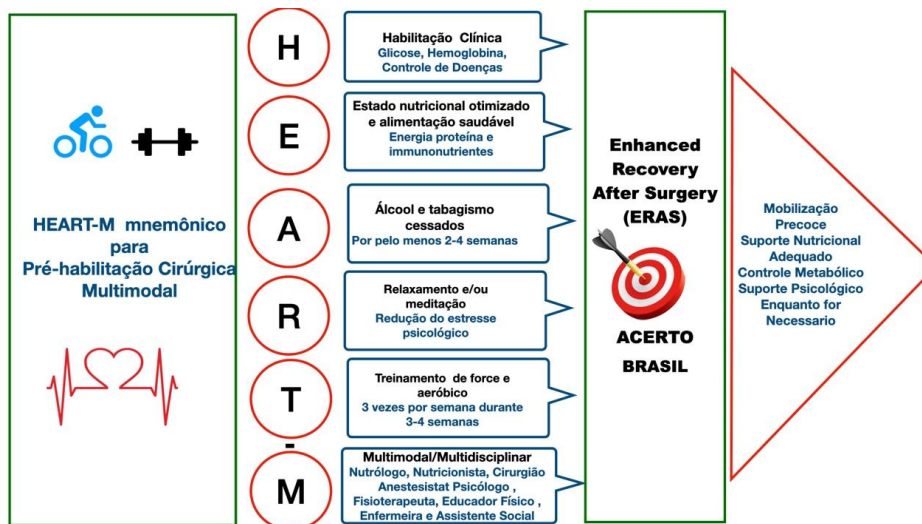 HEART-M mnemônico
para
Pré-habilitação Cirúrgica
Multimodal
H
Habilitação Clínica
Glicose, Hemoglobina,
Controle de Doenças
E
Estado nutricional otimizado
e alimentação saudável
Energia proteína e
immunonutrientes
A
Álcool e tabagismo
cessados
Por pelo menos 2-4 semanas
R
Relaxamento e/ou
meditação
Redução do estresse
psicológico
T
Treinamento de force e
aeróbico
3 vezes por semana durante
3-4 semanas
-
M
Multimodal/Multidisciplinar
Nutrólogo, Nutricionista, Cirurgião
Anestesistat Psicólogo ,
Fisioterapeuta, Educador Físico ,
Enfermeira e Assistente Social
Enhanced
Recovery
After Surgery
(ERAS)
ACERTO
BRASIL
Mobilização
Precoce
Suporte Nutricional
Adequado
Controle Metabólico
Suporte Psicológico
Enquanto for
Necessario